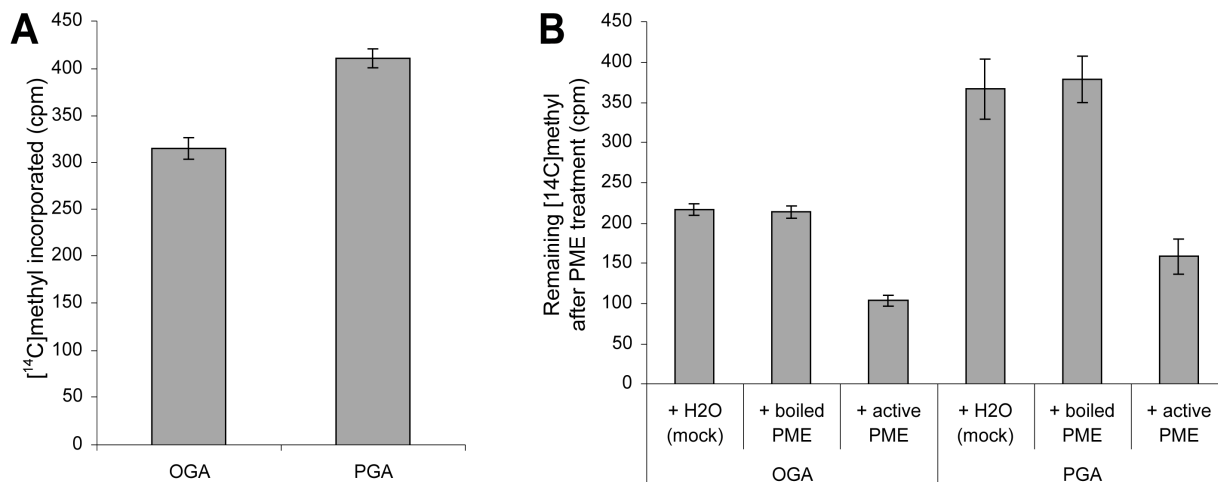 A
[¹⁴C]methyl incorporated (cpm)
450
400
350
300
250
200
150
100
50
0
OGA PGA
B
Remaining [14C]methyl
after PME treatment (cpm)
450
400
350
300
250
200
150
100
50
0
+ H2O + boiled + active + H2O + boiled + active
(mock) PME PME (mock) PME PME
OGA PGA